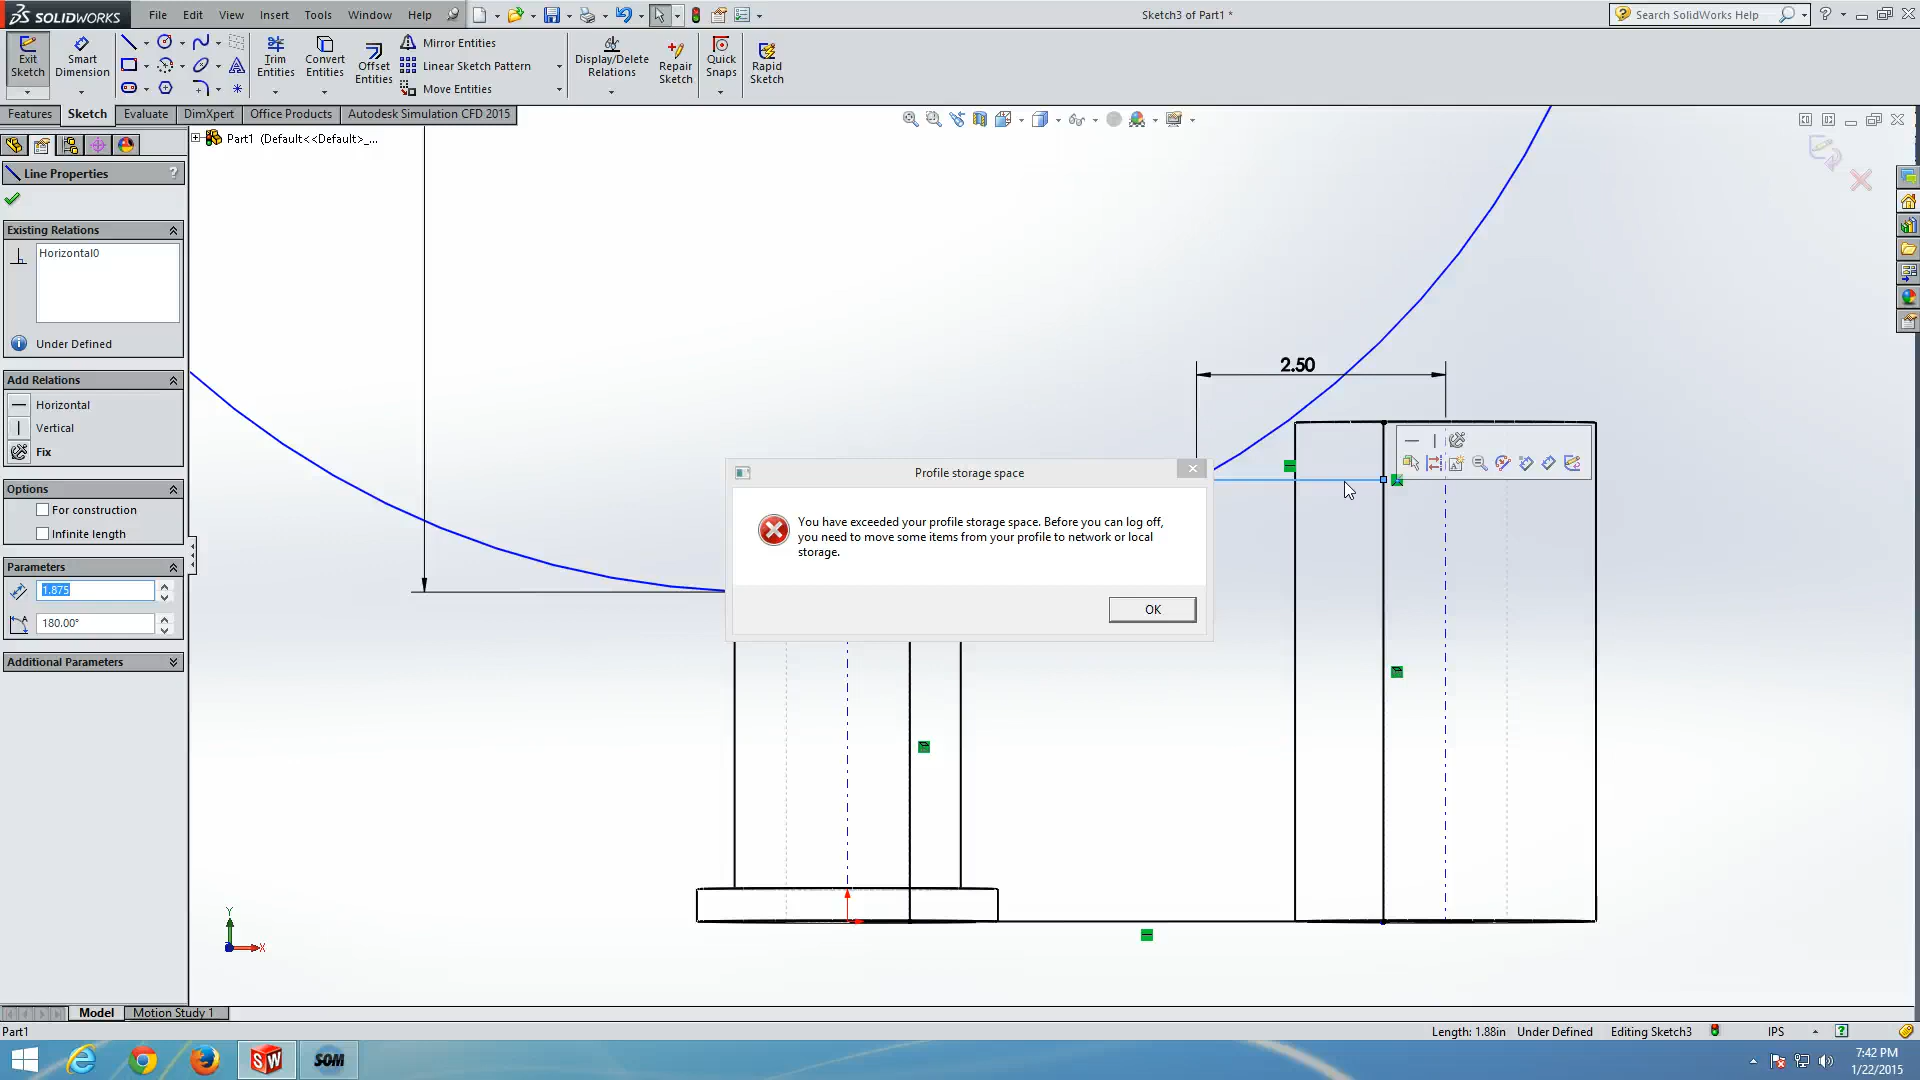 SOLIDWORKS File Edit View Insert Tools Window Help Sketch3 of Part1 * Search SolidWorks Help
Exit Sketch
Smart Dimension
Trim Entities
Convert Entities
Offset Entities
Mirror Entities
Linear Sketch Pattern
Move Entities
Display/Delete Relations
Repair Sketch
Quick Snaps
Rapid Sketch
Features Sketch Evaluate DimXpert Office Products Autodesk Simulation CFD 2015
Part1 (Default<<Default>_...
Line Properties ?
Existing Relations
Horizontal0
Under Defined
Add Relations
Horizontal
Vertical
Fix
Options
For construction
Infinite length
Parameters
1.875
180.00°
Additional Parameters
2.50
Profile storage space
You have exceeded your profile storage space. Before you can log off,
you need to move some items from your profile to network or local
storage.
OK
Y
X
Model Motion Study 1
Part1 Length: 1.88in Under Defined Editing Sketch3 IPS
SW SOM 7:42 PM
1/22/2015